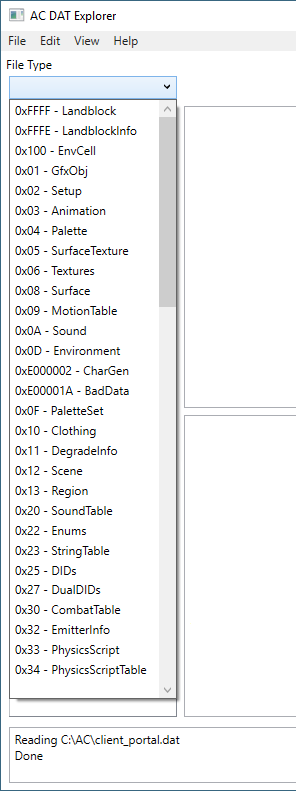 AC DAT Explorer
File Edit View Help
File Type
0xFFFF - Landblock
0xFFFE - LandblockInfo
0x100 - EnvCell
0x01 - GfxObj
0x02 - Setup
0x03 - Animation
0x04 - Palette
0x05 - SurfaceTexture
0x06 - Textures
0x08 - Surface
0x09 - MotionTable
0x0A - Sound
0x0D - Environment
0xE000002 - CharGen
0xE00001A - BadData
0x0F - PaletteSet
0x10 - Clothing
0x11 - DegradeInfo
0x12 - Scene
0x13 - Region
0x20 - SoundTable
0x22 - Enums
0x23 - StringTable
0x25 - DIDs
0x27 - DualDIDs
0x30 - CombatTable
0x32 - EmitterInfo
0x33 - PhysicsScript
0x34 - PhysicsScriptTable
Reading C:\AC\client_portal.dat
Done